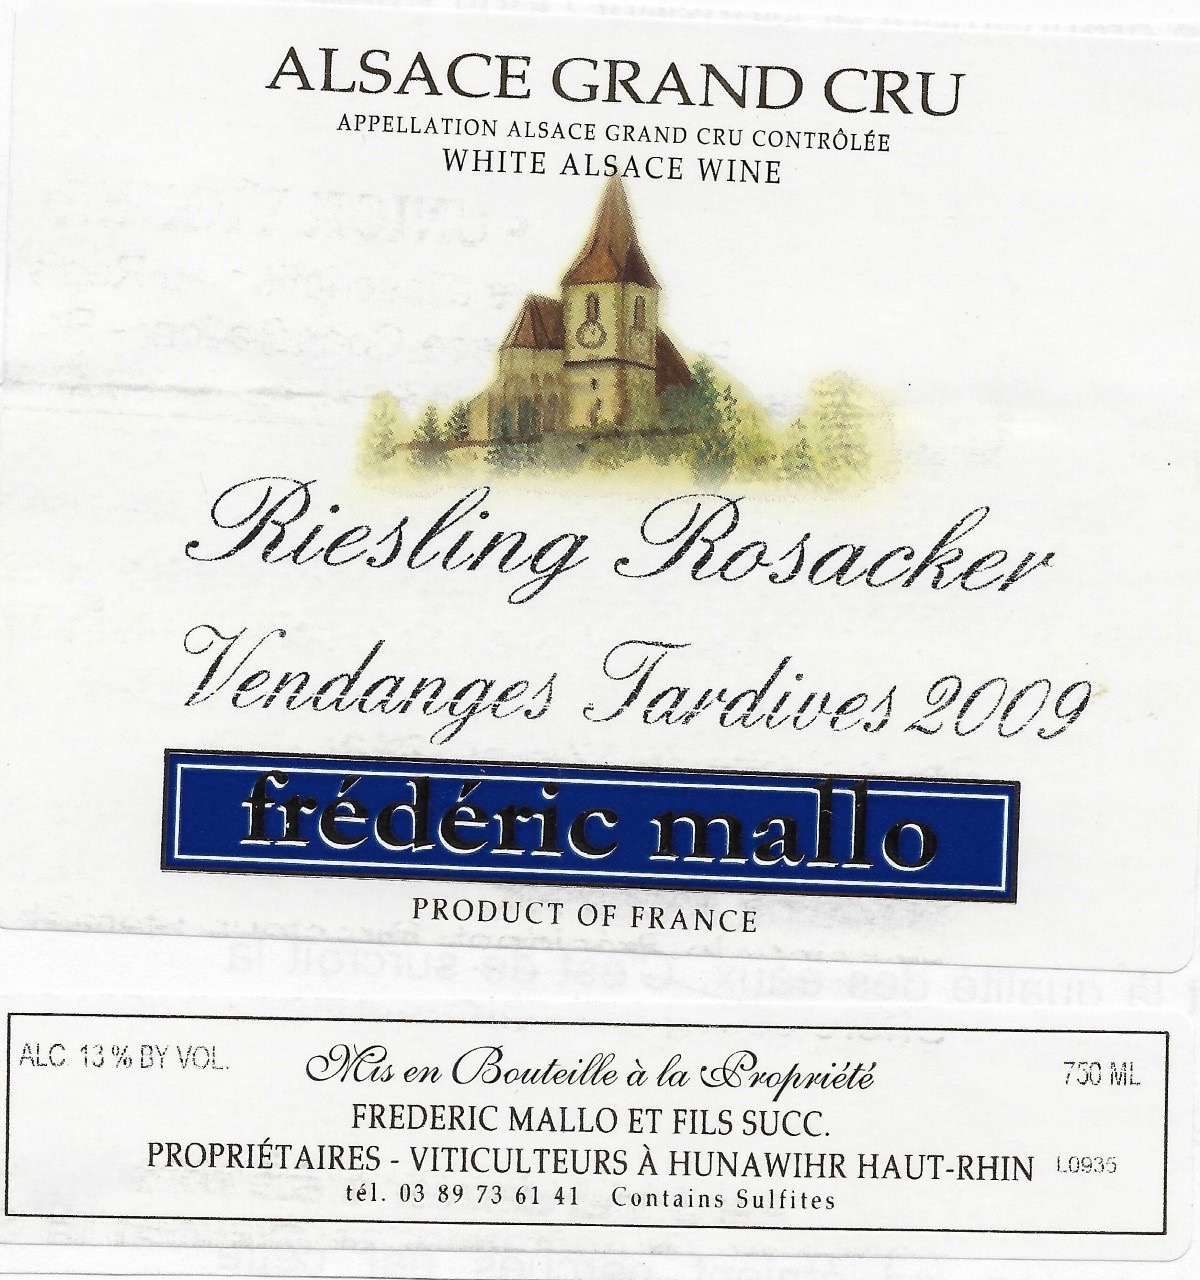 ALSACE GRAND CRU
APPELLATION ALSACE GRAND CRU CONTRÔLÉE
WHITE ALSACE WINE
Riesling Rosacker
Vendanges Tardives 2009
frédéric mallo
PRODUCT OF FRANCE
ALC. 13 % BY VOL.
Mis en Bouteille à la Propriété
750 ML
FREDERIC MALLO ET FILS SUCC.
PROPRIÉTAIRES - VITICULTEURS À HUNAWIHR HAUT-RHIN L0935
tél. 03 89 73 61 41 Contains Sulfites